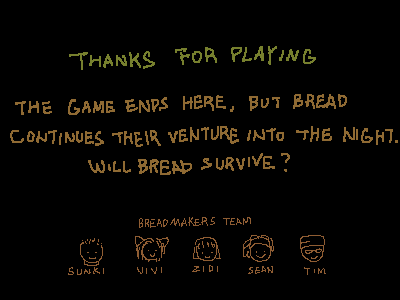 THANKS FOR PLAYING
THE GAME ENDS HERE, BUT BREAD
CONTINUES THEIR VENTURE INTO THE NIGHT.
WILL BREAD SURVIVE?
BREADMAKERS TEAM
SUNKI VIVI ZIDI SEAN TIM